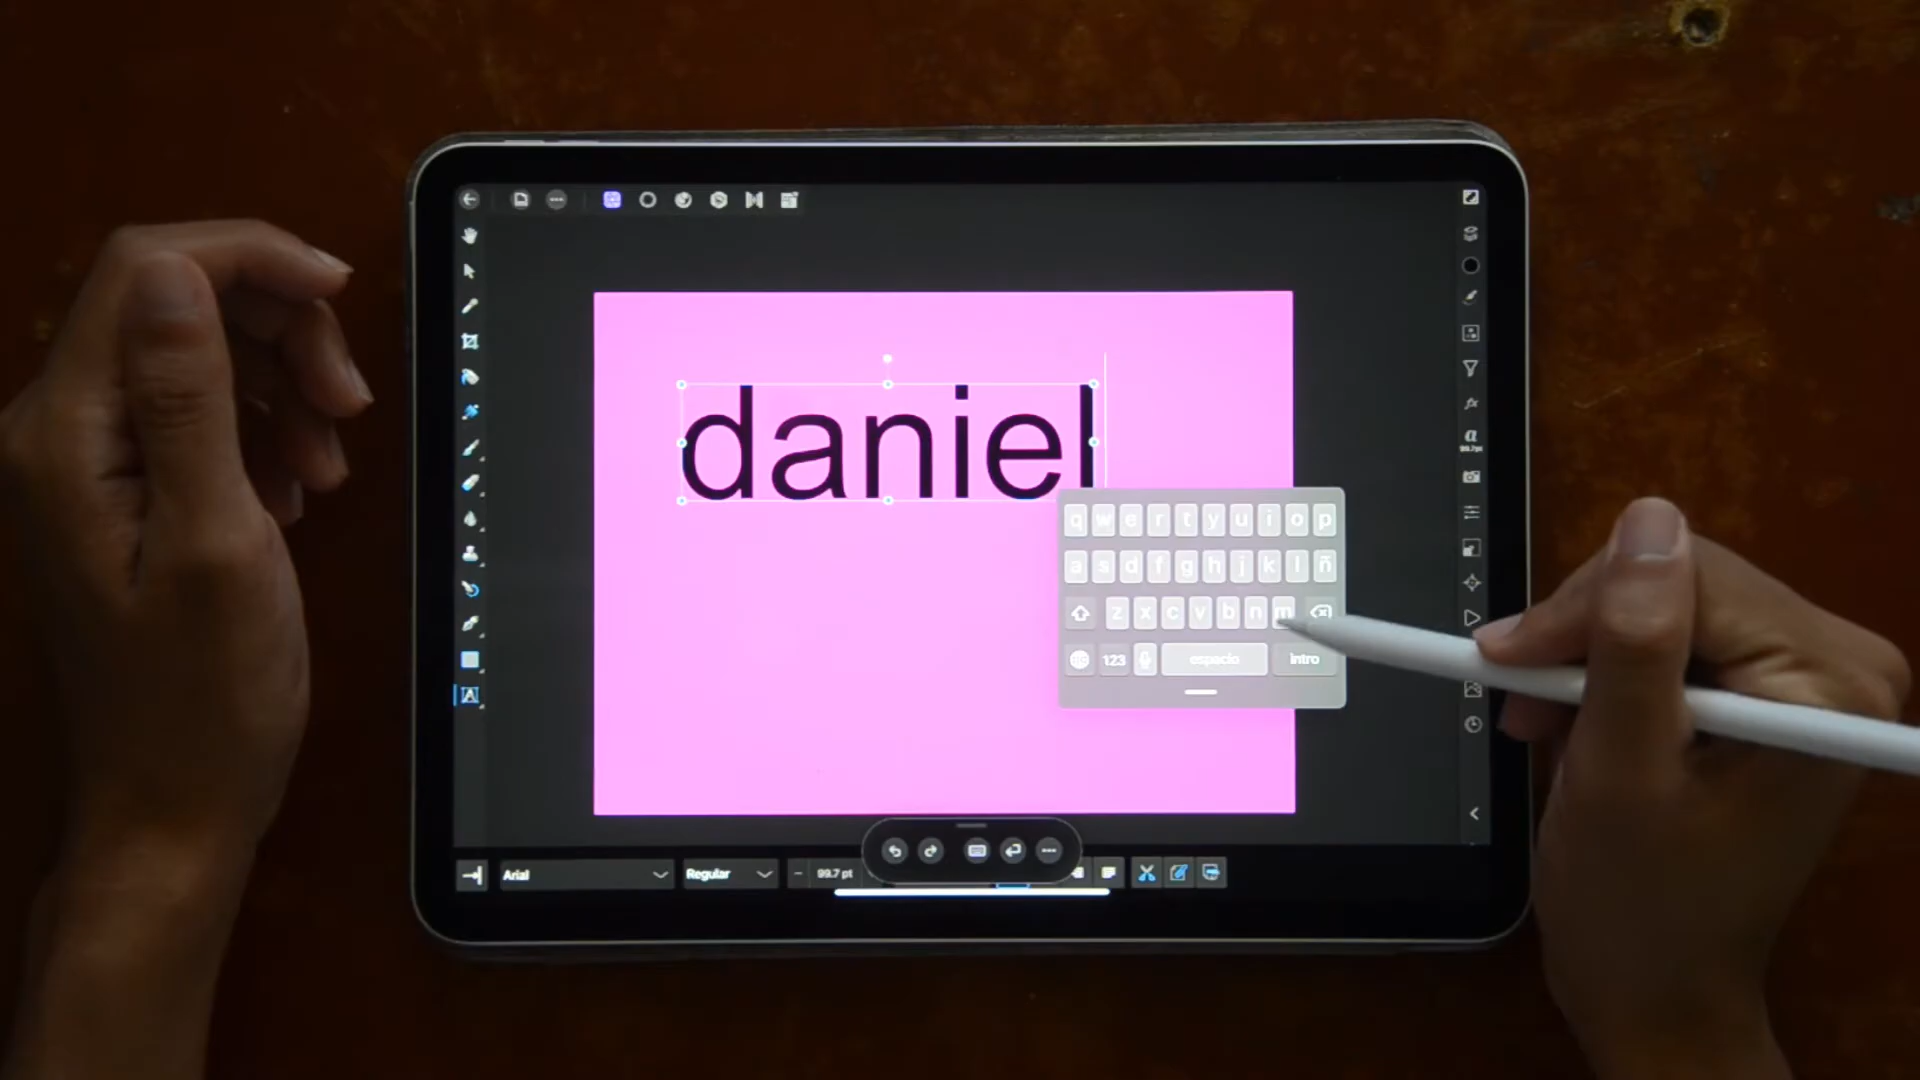 daniel
q w e r t y u i o p
a s d f g h j k l ñ
z x c v b n m
123 espacio intro
Arial Regular 99.7 pt